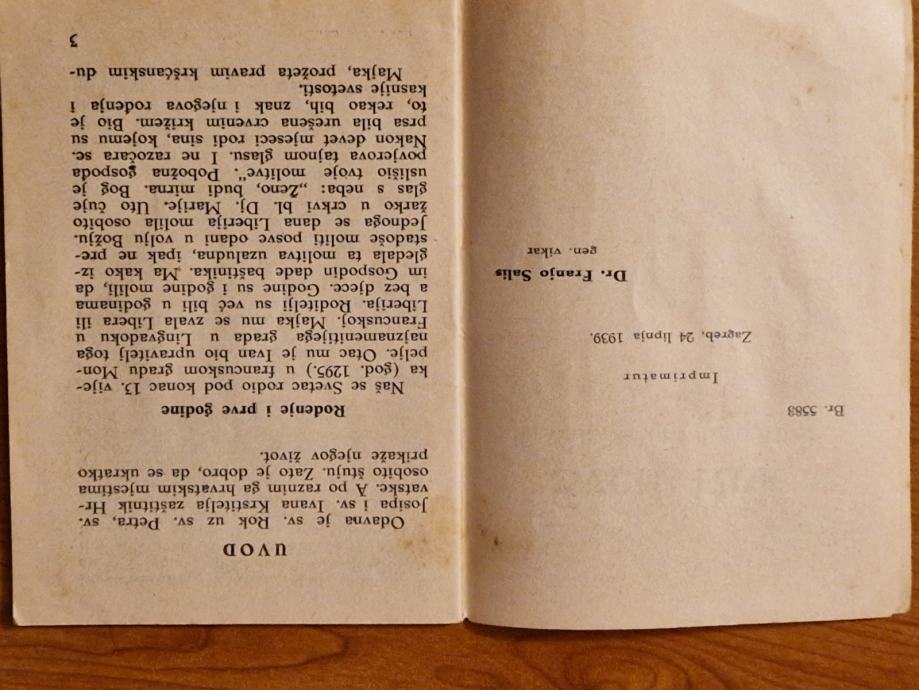 Br. 5583
Imprimatur
Zagreb, 24 lipnja 1939.
Dr. Franjo Salis
gen. vikar
UVOD
Odavna je sv. Rok uz sv. Petra, sv.
Josipa i sv. Ivana Krstitelja zaštitnik Hr-
vatske. A po raznim ga hrvatskim mjestima
osobito štuju. Zato je dobro, da se ukratko
prikaže njegov život.
Rođenje i prve godine
Naš se Svetac rodio pod konac 13. vije-
ka (god. 1295.) u francuskom gradu Mon-
pelje. Otac mu je Ivan bio upravitelj toga
najznamenitijega grada u Lingvadoku u
Francuskoj. Majka mu se zvala Libera ili
Liberija. Roditelji su već bili u godinama
a bez djece. Godine su i godine molili, da
im Gospodin dade baštinika. Ma kako iz-
gledala ta molitva uzaludna, ipak ne pre-
stadoše moliti posve odani u volju Božju.
Jednoga se dana Liberija molila osobito
žarko u crkvi bl. Dj. Marije. Uto čuje
glas s neba: „Ženo, budi mirna. Bog je
uslišio tvoje molitve". Pobožna gospođa
povjerova tajnom glasu. I ne razočara se.
Nakon devet mjeseci rodi sina, kojemu su
prsa bila urešena crvenim križem. Bio je
to, rekao bih, znak i njegova rođenja i
kasnije svetosti.
Majka, prožeta pravim kršćanskim du-
3